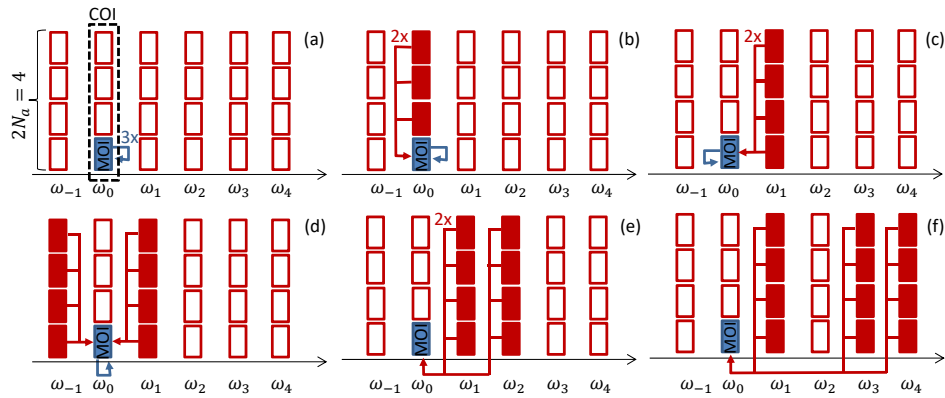 COI
(a)
2N_a = 4
3x
MOI
ω_{-1} ω_0 ω_1 ω_2 ω_3 ω_4
(b)
2x
MOI
ω_{-1} ω_0 ω_1 ω_2 ω_3 ω_4
(c)
2x
MOI
ω_{-1} ω_0 ω_1 ω_2 ω_3 ω_4
(d)
MOI
ω_{-1} ω_0 ω_1 ω_2 ω_3 ω_4
(e)
2x
MOI
ω_{-1} ω_0 ω_1 ω_2 ω_3 ω_4
(f)
MOI
ω_{-1} ω_0 ω_1 ω_2 ω_3 ω_4